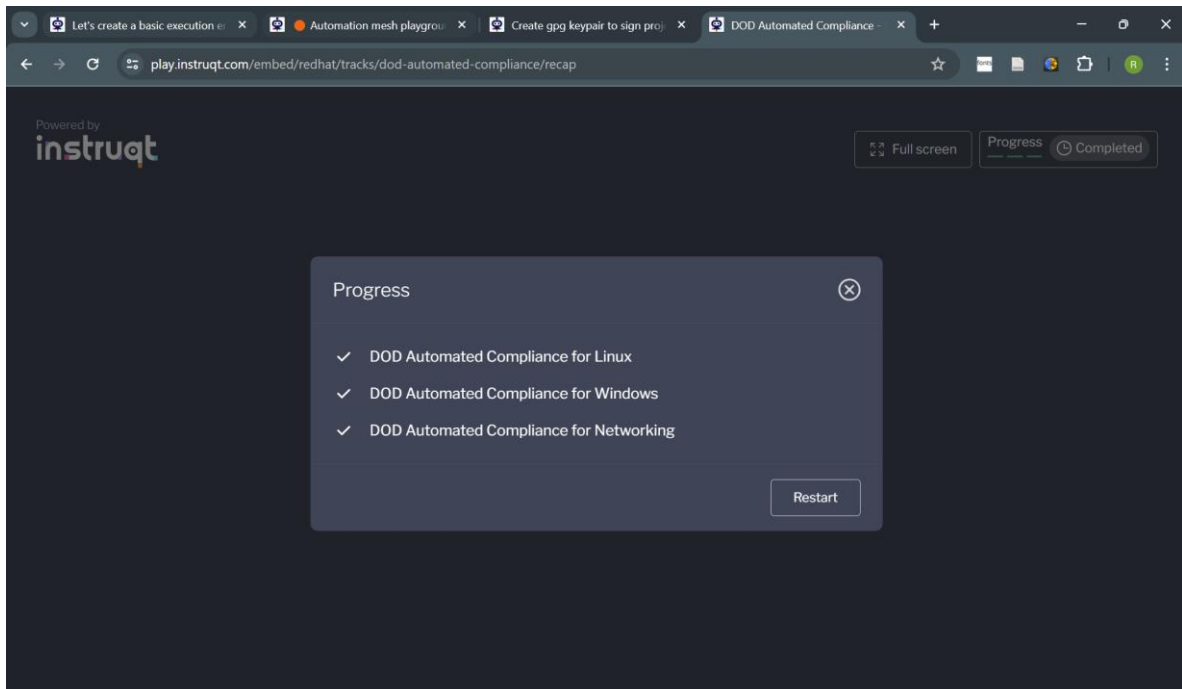 Let's create a basic execution e
Automation mesh playgrou
Create gpg keypair to sign proj
DOD Automated Compliance -
play.instruqt.com/embed/redhat/tracks/dod-automated-compliance/recap
fonts
R
Powered by
instruqt
Full screen
Progress
Completed
Progress
DOD Automated Compliance for Linux
DOD Automated Compliance for Windows
DOD Automated Compliance for Networking
Restart